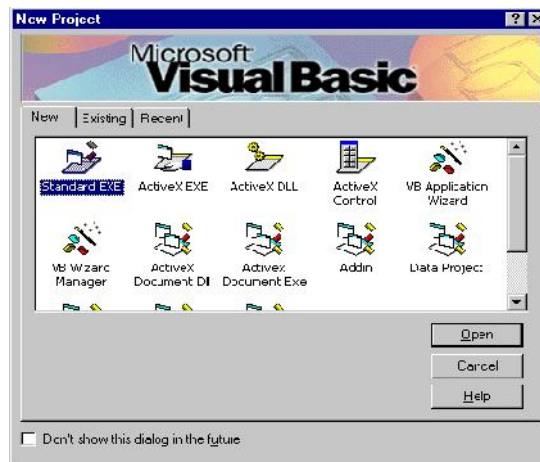 New Project
Microsoft
Visual Basic
New Existing Recent
Standard EXE ActiveX EXE ActiveX DLL ActiveX Control VB Application Wizard
VB Wizard Manager ActiveX Document Dll Activex Document Exe Addin Data Project
Open
Cancel
Help
Don't show this dialog in the future